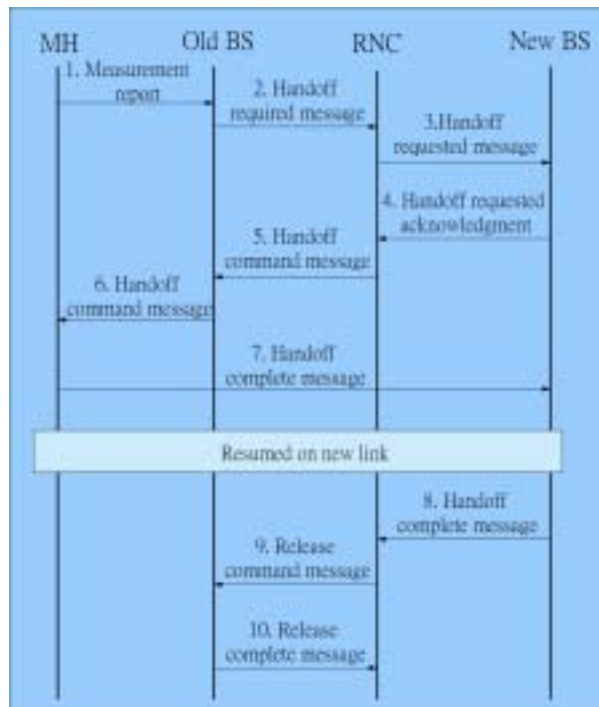 MH Old BS RNC New BS
1. Measurement
report
2. Handoff
required message
3.Handoff
requested message
4. Handoff requested
acknowledgment
5. Handoff
command message
6. Handoff
command message
7. Handoff
complete message
Resumed on new link
8. Handoff
complete message
9. Release
command message
10. Release
complete message